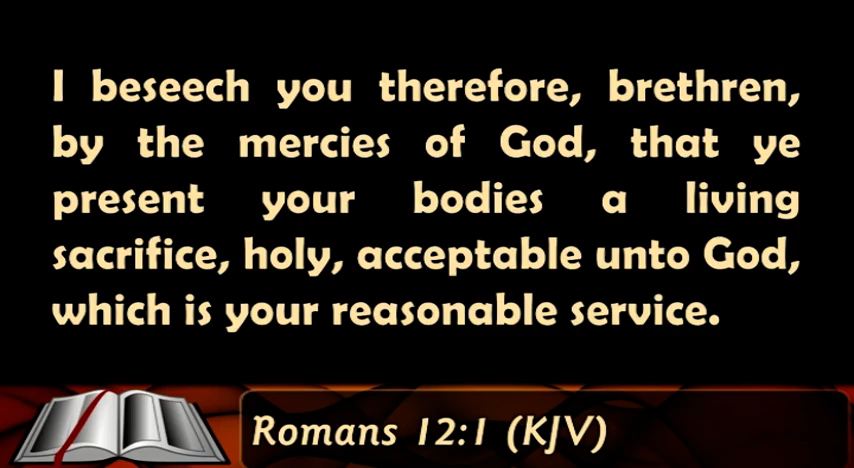 I beseech you therefore, brethren,
by the mercies of God, that ye
present your bodies a living
sacrifice, holy, acceptable unto God,
which is your reasonable service.
Romans 12:1 (KJV)